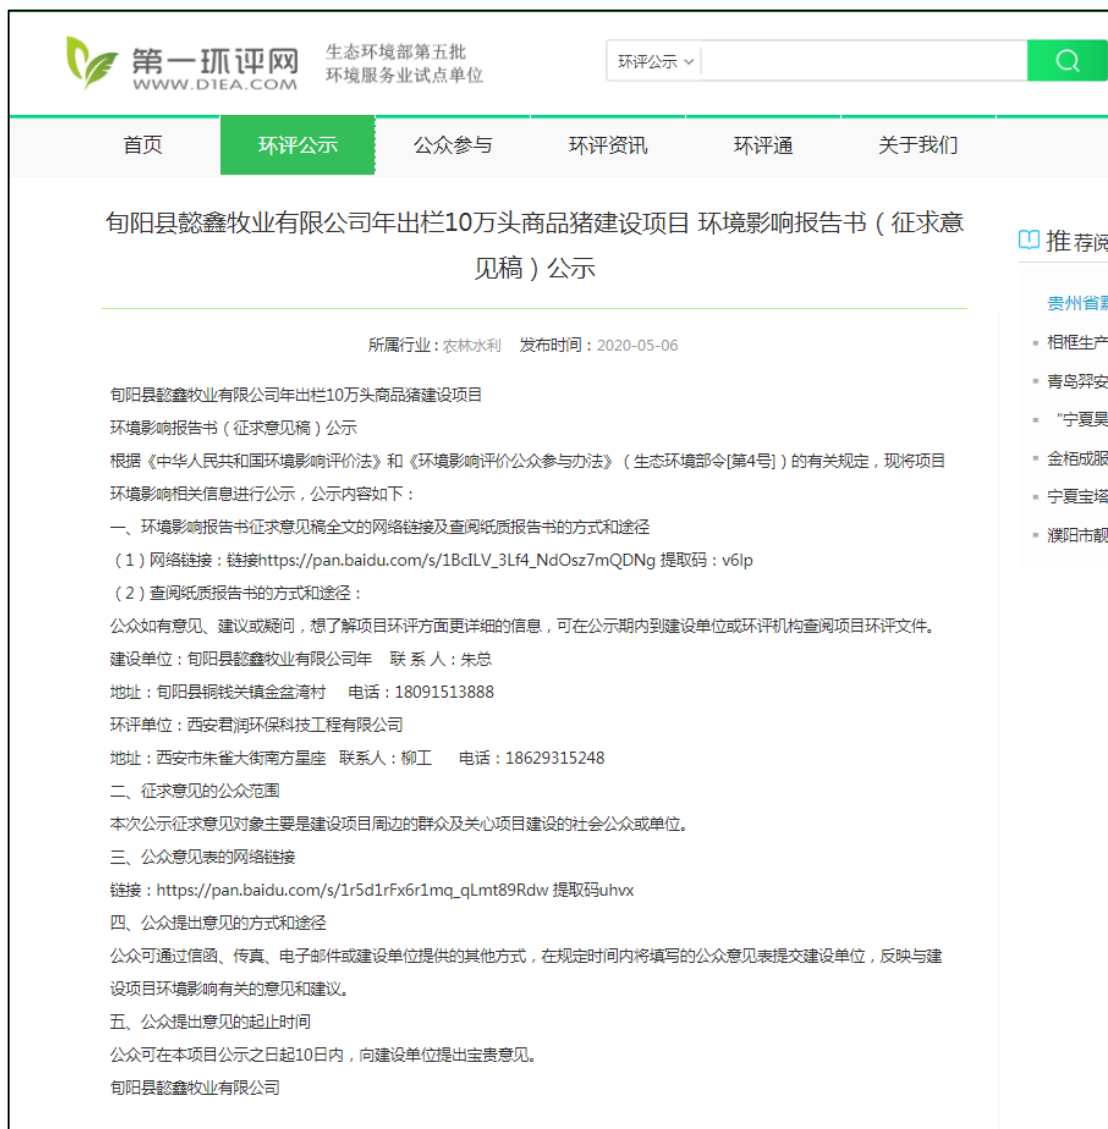 第一环评网
WWW.D1EA.COM
生态环境部第五批
环境服务业试点单位
环评公示
首页 环评公示 公众参与 环评资讯 环评通 关于我们
旬阳县懿鑫牧业有限公司年出栏10万头商品猪建设项目 环境影响报告书（征求意
见稿）公示
所属行业：农林水利 发布时间：2020-05-06
旬阳县懿鑫牧业有限公司年出栏10万头商品猪建设项目
环境影响报告书（征求意见稿）公示
根据《中华人民共和国环境影响评价法》和《环境影响评价公众参与办法》（生态环境部令[第4号]）的有关规定，现将项目
环境影响相关信息进行公示，公示内容如下：
一、环境影响报告书征求意见稿全文的网络链接及查阅纸质报告书的方式和途径
（1）网络链接：链接https://pan.baidu.com/s/1BcILV_3Lf4_NdOsz7mQDNg 提取码：v6lp
（2）查阅纸质报告书的方式和途径：
公众如有意见、建议或疑问，想了解项目环评方面更详细的信息，可在公示期内到建设单位或环评机构查阅项目环评文件。
建设单位：旬阳县懿鑫牧业有限公司年 联 系 人：朱总
地址：旬阳县铜钱关镇金盆湾村 电话：18091513888
环评单位：西安君润环保科技工程有限公司
地址：西安市朱雀大街南方星座 联系人：柳工 电话：18629315248
二、征求意见的公众范围
本次公示征求意见对象主要是建设项目周边的群众及关心项目建设的社会公众或单位。
三、公众意见表的网络链接
链接：https://pan.baidu.com/s/1r5d1rFx6r1mq_qLmt89Rdw 提取码uhvx
四、公众提出意见的方式和途径
公众可通过信函、传真、电子邮件或建设单位提供的其他方式，在规定时间内将填写的公众意见表提交建设单位，反映与建
设项目环境影响有关的意见和建议。
五、公众提出意见的起止时间
公众可在本项目公示之日起10日内，向建设单位提出宝贵意见。
旬阳县懿鑫牧业有限公司
推荐阅
贵州省
相框生产
青岛羿安
“宁夏昊
金栢成服
宁夏宝塔
濮阳市靓